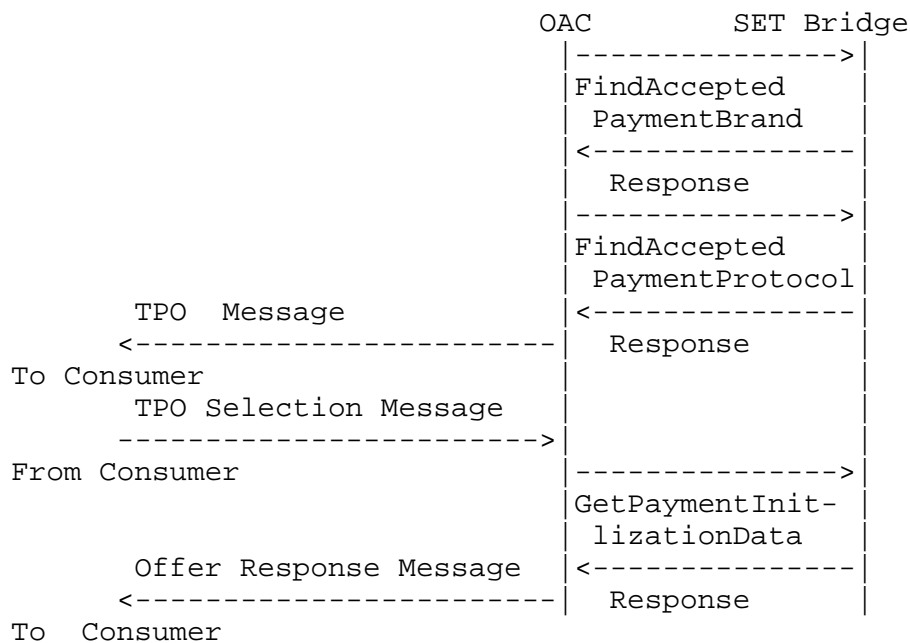 OAC SET Bridge
|--------------->|
|FindAccepted |
| PaymentBrand |
|<---------------|
| Response |
|--------------->|
|FindAccepted |
| PaymentProtocol|
TPO Message |<---------------|
<------------------------| Response |
To Consumer | |
TPO Selection Message | |
------------------------>| |
From Consumer |--------------->|
|GetPaymentInit- |
| lizationData |
Offer Response Message |<---------------|
<------------------------| Response |
To Consumer